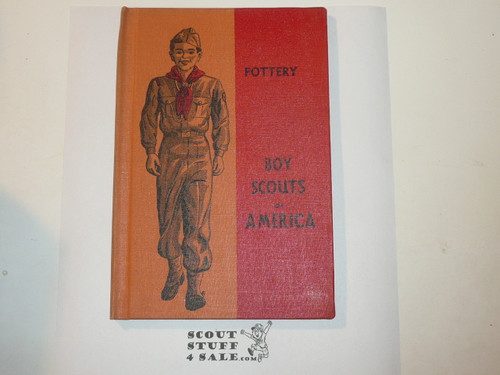 POTTERY
BOY
SCOUTS
OF
AMERICA
SCOUT
STUFF
4 SALE.com